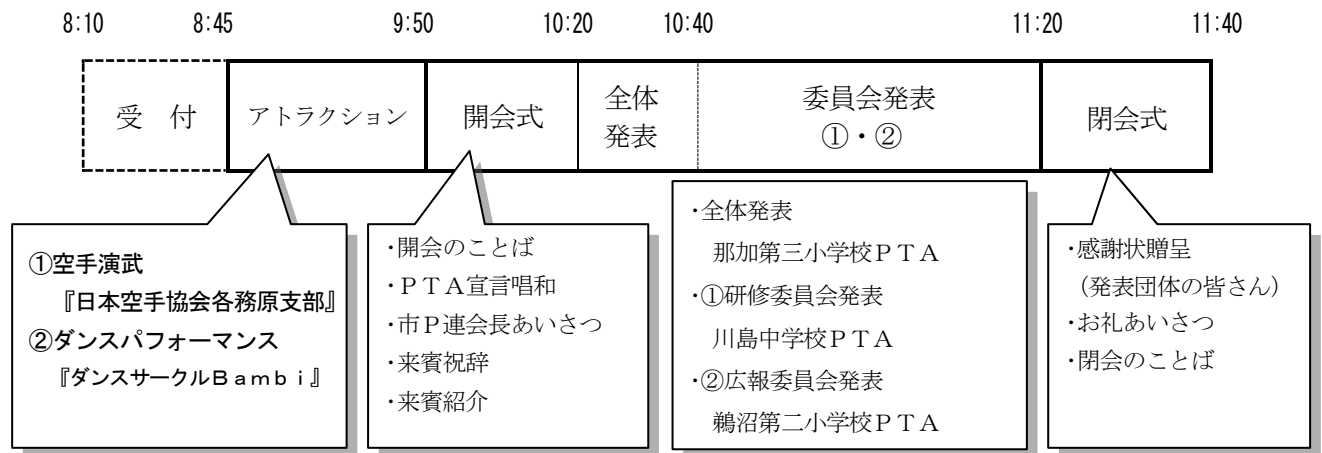 8:10 8:45 9:50 10:20 10:40 11:20 11:40
受　付
アトラクション
開会式
全体
発表
委員会発表
①・②
閉会式
①空手演武
『日本空手協会各務原支部』
②ダンスパフォーマンス
『ダンスサークルＢａｍｂｉ』
・開会のことば
・ＰＴＡ宣言唱和
・市Ｐ連会長あいさつ
・来賓祝辞
・来賓紹介
・全体発表
那加第三小学校ＰＴＡ
・①研修委員会発表
川島中学校ＰＴＡ
・②広報委員会発表
鵜沼第二小学校ＰＴＡ
・感謝状贈呈
（発表団体の皆さん）
・お礼あいさつ
・閉会のことば